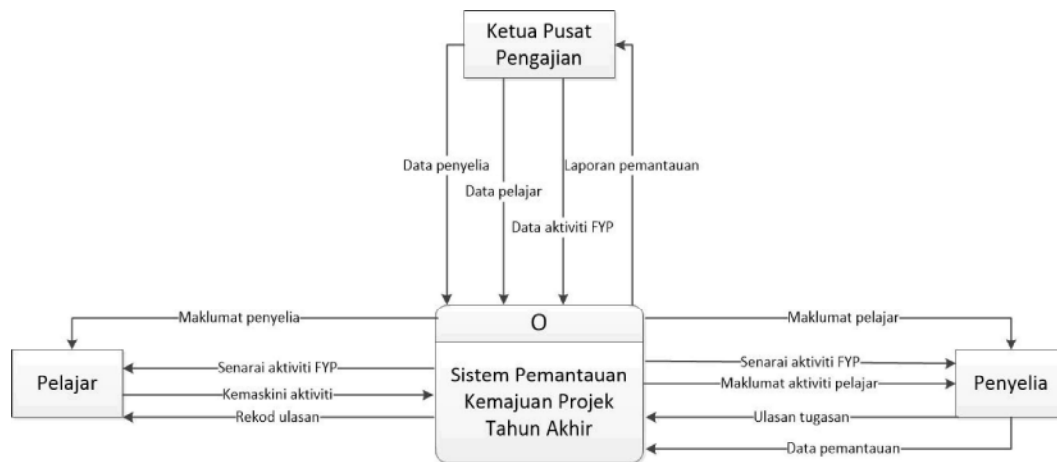 Ketua Pusat
Pengajian
Data penyelia
Laporan pemantauan
Data pelajar
Data aktiviti FYP
Maklumat penyelia
O
Maklumat pelajar
Pelajar
Senarai aktiviti FYP
Kemaskini aktiviti
Rekod ulasan
Sistem Pemantauan
Kemajuan Projek
Tahun Akhir
Senarai aktiviti FYP
Maklumat aktiviti pelajar
Penyelia
Ulasan tugasan
Data pemantauan